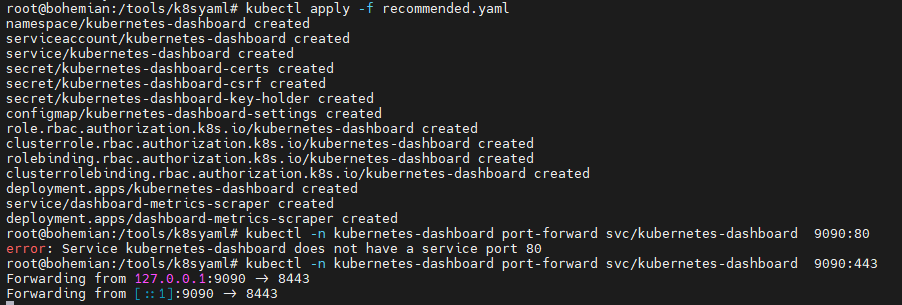 root@bohemian:/tools/k8syaml# kubectl apply -f recommended.yaml
namespace/kubernetes-dashboard created
serviceaccount/kubernetes-dashboard created
service/kubernetes-dashboard created
secret/kubernetes-dashboard-certs created
secret/kubernetes-dashboard-csrf created
secret/kubernetes-dashboard-key-holder created
configmap/kubernetes-dashboard-settings created
role.rbac.authorization.k8s.io/kubernetes-dashboard created
clusterrole.rbac.authorization.k8s.io/kubernetes-dashboard created
rolebinding.rbac.authorization.k8s.io/kubernetes-dashboard created
clusterrolebinding.rbac.authorization.k8s.io/kubernetes-dashboard created
deployment.apps/kubernetes-dashboard created
service/dashboard-metrics-scraper created
deployment.apps/dashboard-metrics-scraper created
root@bohemian:/tools/k8syaml# kubectl -n kubernetes-dashboard port-forward svc/kubernetes-dashboard  9090:80
error: Service kubernetes-dashboard does not have a service port 80
root@bohemian:/tools/k8syaml# kubectl -n kubernetes-dashboard port-forward svc/kubernetes-dashboard  9090:443
Forwarding from 127.0.0.1:9090 -> 8443
Forwarding from [::1]:9090 -> 8443